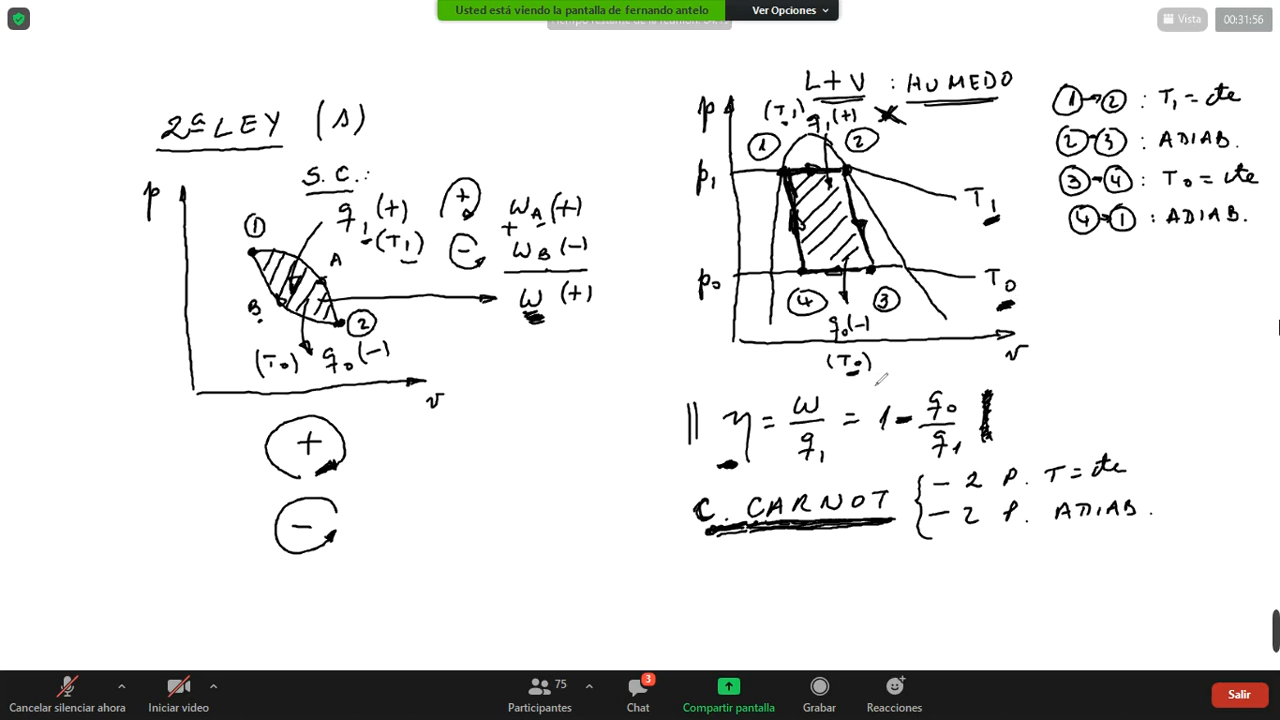 Usted está viendo la pantalla de fernando antelo
Ver Opciones
Vista
00:31:56
2ª LEY (s)
S.C.:
p
①
q₁ (+)
(T₁)
+
-
A
B
②
(T₀) q₀ (-)
v
w_A (+)
+
w_B (-)
w (+)
+
-
L+V : HUMEDO
p
(T₁) q₁ (+)
① ②
p₁
T₁
p₀
T₀
④ ③
q₀ (-)
(T₀)
v
①→② : T₁ = cte
②→③ : ADIAB.
③→④ : T₀ = cte
④→① : ADIAB.
η = w/q₁ = 1 - q₀/q₁
C. CARNOT { - 2 P. T = cte
- 2 P. ADIAB.
Cancelar silenciar ahora
Iniciar video
75
Participantes
3
Chat
Compartir pantalla
Grabar
Reacciones
Salir